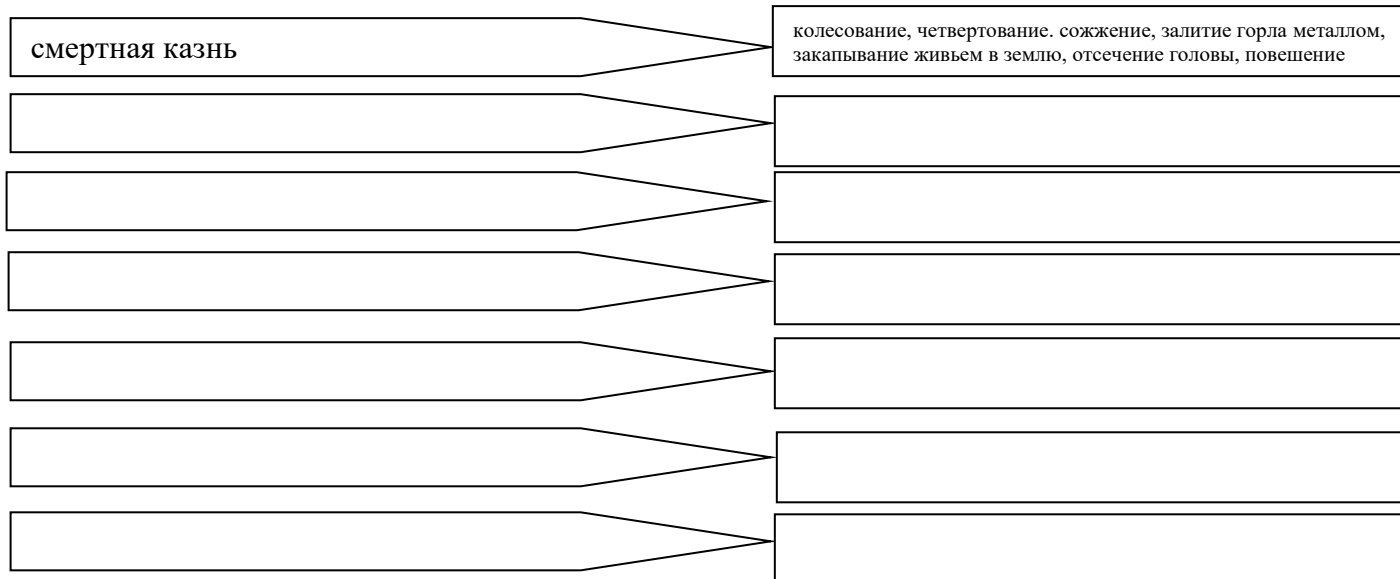 смертная казнь
колесование, четвертование. сожжение, залитие горла металлом,
закапывание живьем в землю, отсечение головы, повешение